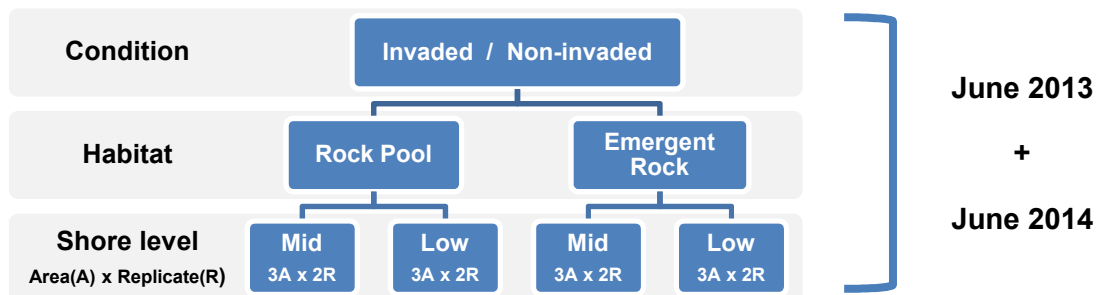 Condition
Invaded / Non-invaded
Habitat
Rock Pool
Emergent
Rock
Shore level
Area(A) x Replicate(R)
Mid
3A x 2R
Low
3A x 2R
Mid
3A x 2R
Low
3A x 2R
June 2013
+
June 2014